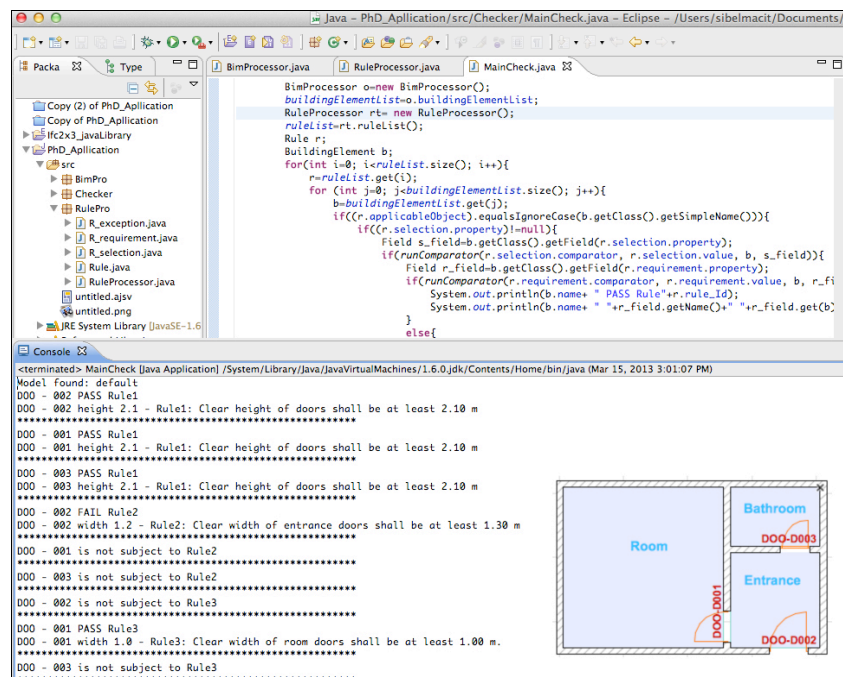 Java - PhD_Apllication/src/Checker/MainCheck.java - Eclipse - /Users/sibelmacit/Documents/
Packa
Type
BimProcessor.java
RuleProcessor.java
MainCheck.java
Copy (2) of PhD_Apllication
Copy of PhD_Apllication
Ifc2x3_javaLibrary
PhD_Apllication
src
BimPro
Checker
RulePro
R_exception.java
R_requirement.java
R_selection.java
Rule.java
RuleProcessor.java
untitled.ajsv
untitled.png
JRE System Library [JavaSE-1.6
BimProcessor o=new BimProcessor();
buildingElementList=o.buildingElementList;
RuleProcessor rt= new RuleProcessor();
ruleList=rt.ruleList();
Rule r;
BuildingElement b;
for(int i=0; i<ruleList.size(); i++){
r=ruleList.get(i);
for (int j=0; j<buildingElementList.size(); j++){
b=buildingElementList.get(j);
if((r.applicableObject).equalsIgnoreCase(b.getClass().getSimpleName())){
if((r.selection.property)!=null){
Field s_field=b.getClass().getField(r.selection.property);
if(runComparator(r.selection.comparator, r.selection.value, b, s_field)){
Field r_field=b.getClass().getField(r.requirement.property);
if(runComparator(r.requirement.comparator, r.requirement.value, b, r_fi
System.out.println(b.name+ " PASS Rule"+r.rule_Id);
System.out.println(b.name+ " "+r_field.getName()+" "+r_field.get(b)
}
else{
Console
<terminated> MainCheck [Java Application] /System/Library/Java/JavaVirtualMachines/1.6.0.jdk/Contents/Home/bin/java (Mar 15, 2013 3:01:07 PM)
Model found: default
DOO - 002 PASS Rule1
DOO - 002 height 2.1 - Rule1: Clear height of doors shall be at least 2.10 m
********************************************************
DOO - 001 PASS Rule1
DOO - 001 height 2.1 - Rule1: Clear height of doors shall be at least 2.10 m
********************************************************
DOO - 003 PASS Rule1
DOO - 003 height 2.1 - Rule1: Clear height of doors shall be at least 2.10 m
********************************************************
DOO - 002 FAIL Rule2
DOO - 002 width 1.2 - Rule2: Clear width of entrance doors shall be at least 1.30 m
********************************************************
DOO - 001 is not subject to Rule2
********************************************************
DOO - 003 is not subject to Rule2
********************************************************
DOO - 002 is not subject to Rule3
********************************************************
DOO - 001 PASS Rule3
DOO - 001 width 1.0 - Rule3: Clear width of room doors shall be at least 1.00 m.
********************************************************
DOO - 003 is not subject to Rule3
Room
Bathroom
DOO-D003
Entrance
DOO-D001
DOO-D002